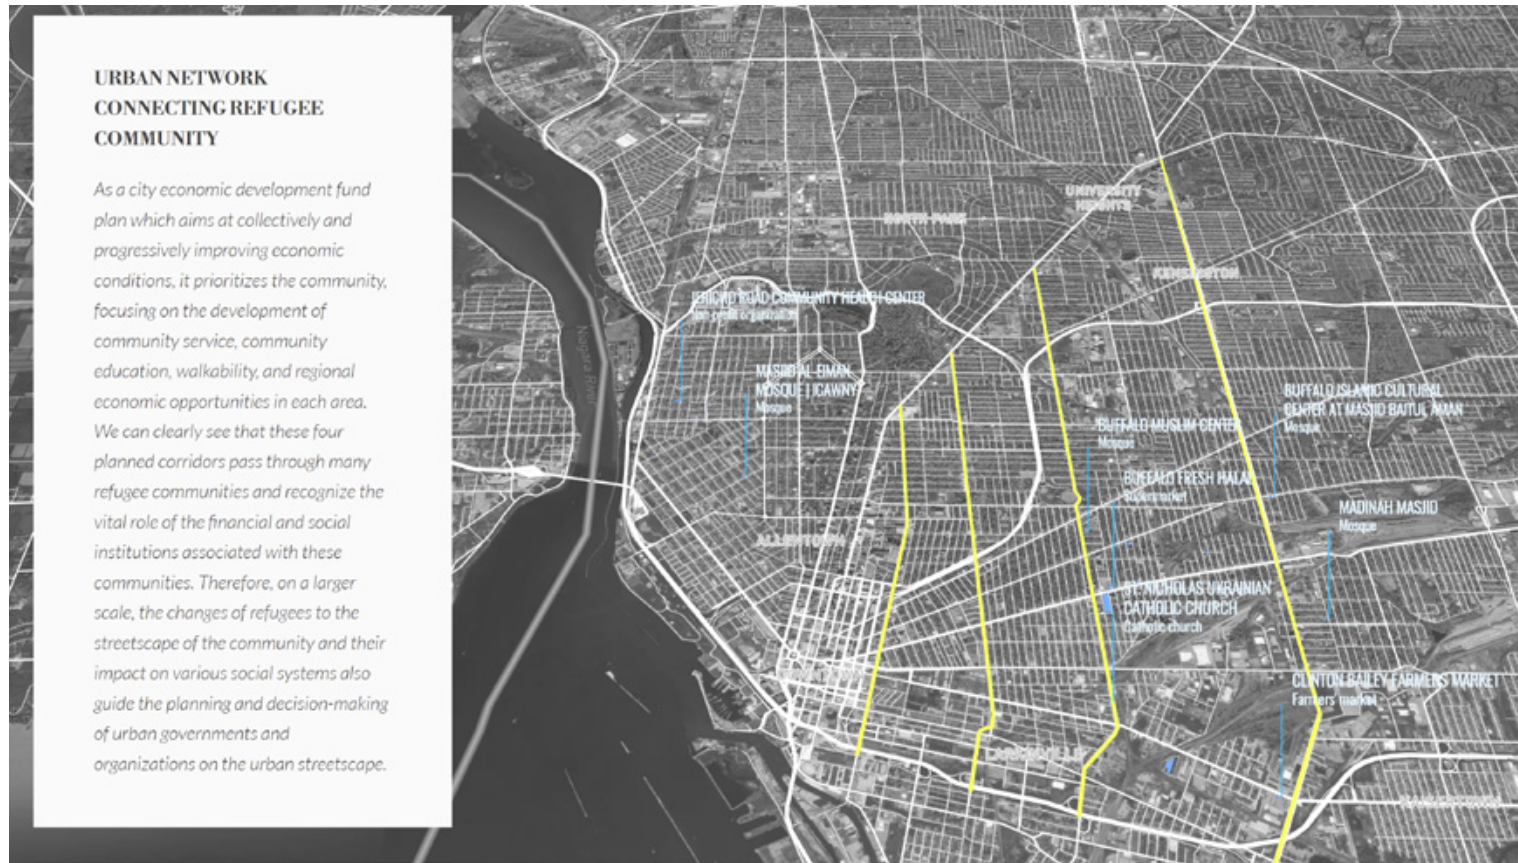 URBAN NETWORK
CONNECTING REFUGEE
COMMUNITY
As a city economic development fund
plan which aims at collectively and
progressively improving economic
conditions, it prioritizes the community,
focusing on the development of
community service, community
education, walkability, and regional
economic opportunities in each area.
We can clearly see that these four
planned corridors pass through many
refugee communities and recognize the
vital role of the financial and social
institutions associated with these
communities. Therefore, on a larger
scale, the changes of refugees to the
streetscape of the community and their
impact on various social systems also
guide the planning and decision-making
of urban governments and
organizations on the urban streetscape.
UNIVERSITY
HEIGHTS
NORTH PARK
KENSINGTON
JERICHO ROAD COMMUNITY HEALTH CENTER
Non-profit organization
Niagara River
MASJID AL-EIMAN
MOSQUE | ICAWNY
Mosque
BUFFALO ISLAMIC CULTURAL
CENTER AT MASJID BAITUL AMAN
Mosque
BUFFALO MUSLIM CENTER
Mosque
BUFFALO FRESH HALAL
Supermarket
MADINAH MASJID
Mosque
ALLENTOWN
ST. NICHOLAS UKRAINIAN
CATHOLIC CHURCH
Catholic church
CLINTON BAILEY FARMERS MARKET
Farmers' market
LARKINVILLE
KAISERTOWN